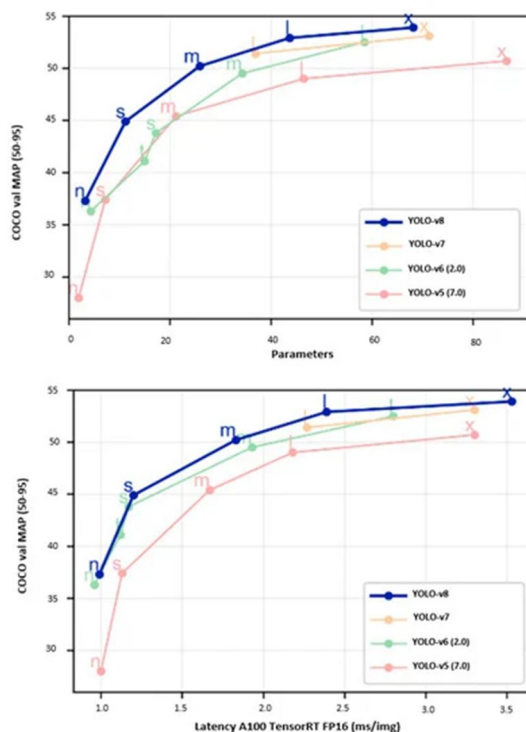 55
50
45
40
35
30
COCO val MAP (50-95)
n
s
m
l
x
l
x
n
t
s
m
l
n
s
m
l
x
YOLO-v8
YOLO-v7
YOLO-v6 (2.0)
YOLO-v5 (7.0)
0 20 40 60 80
Parameters
55
50
45
40
35
30
COCO val MAP (50-95)
n
s
m
l
x
l
x
n
t
s
m
l
n
s
m
l
x
YOLO-v8
YOLO-v7
YOLO-v6 (2.0)
YOLO-v5 (7.0)
1.0 1.5 2.0 2.5 3.0 3.5
Latency A100 TensorRT FP16 (ms/img)